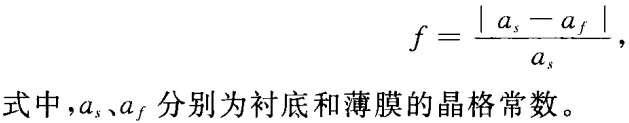 f = | a_s − a_f | / a_s ,
式中,a_s、a_f 分别为衬底和薄膜的晶格常数。